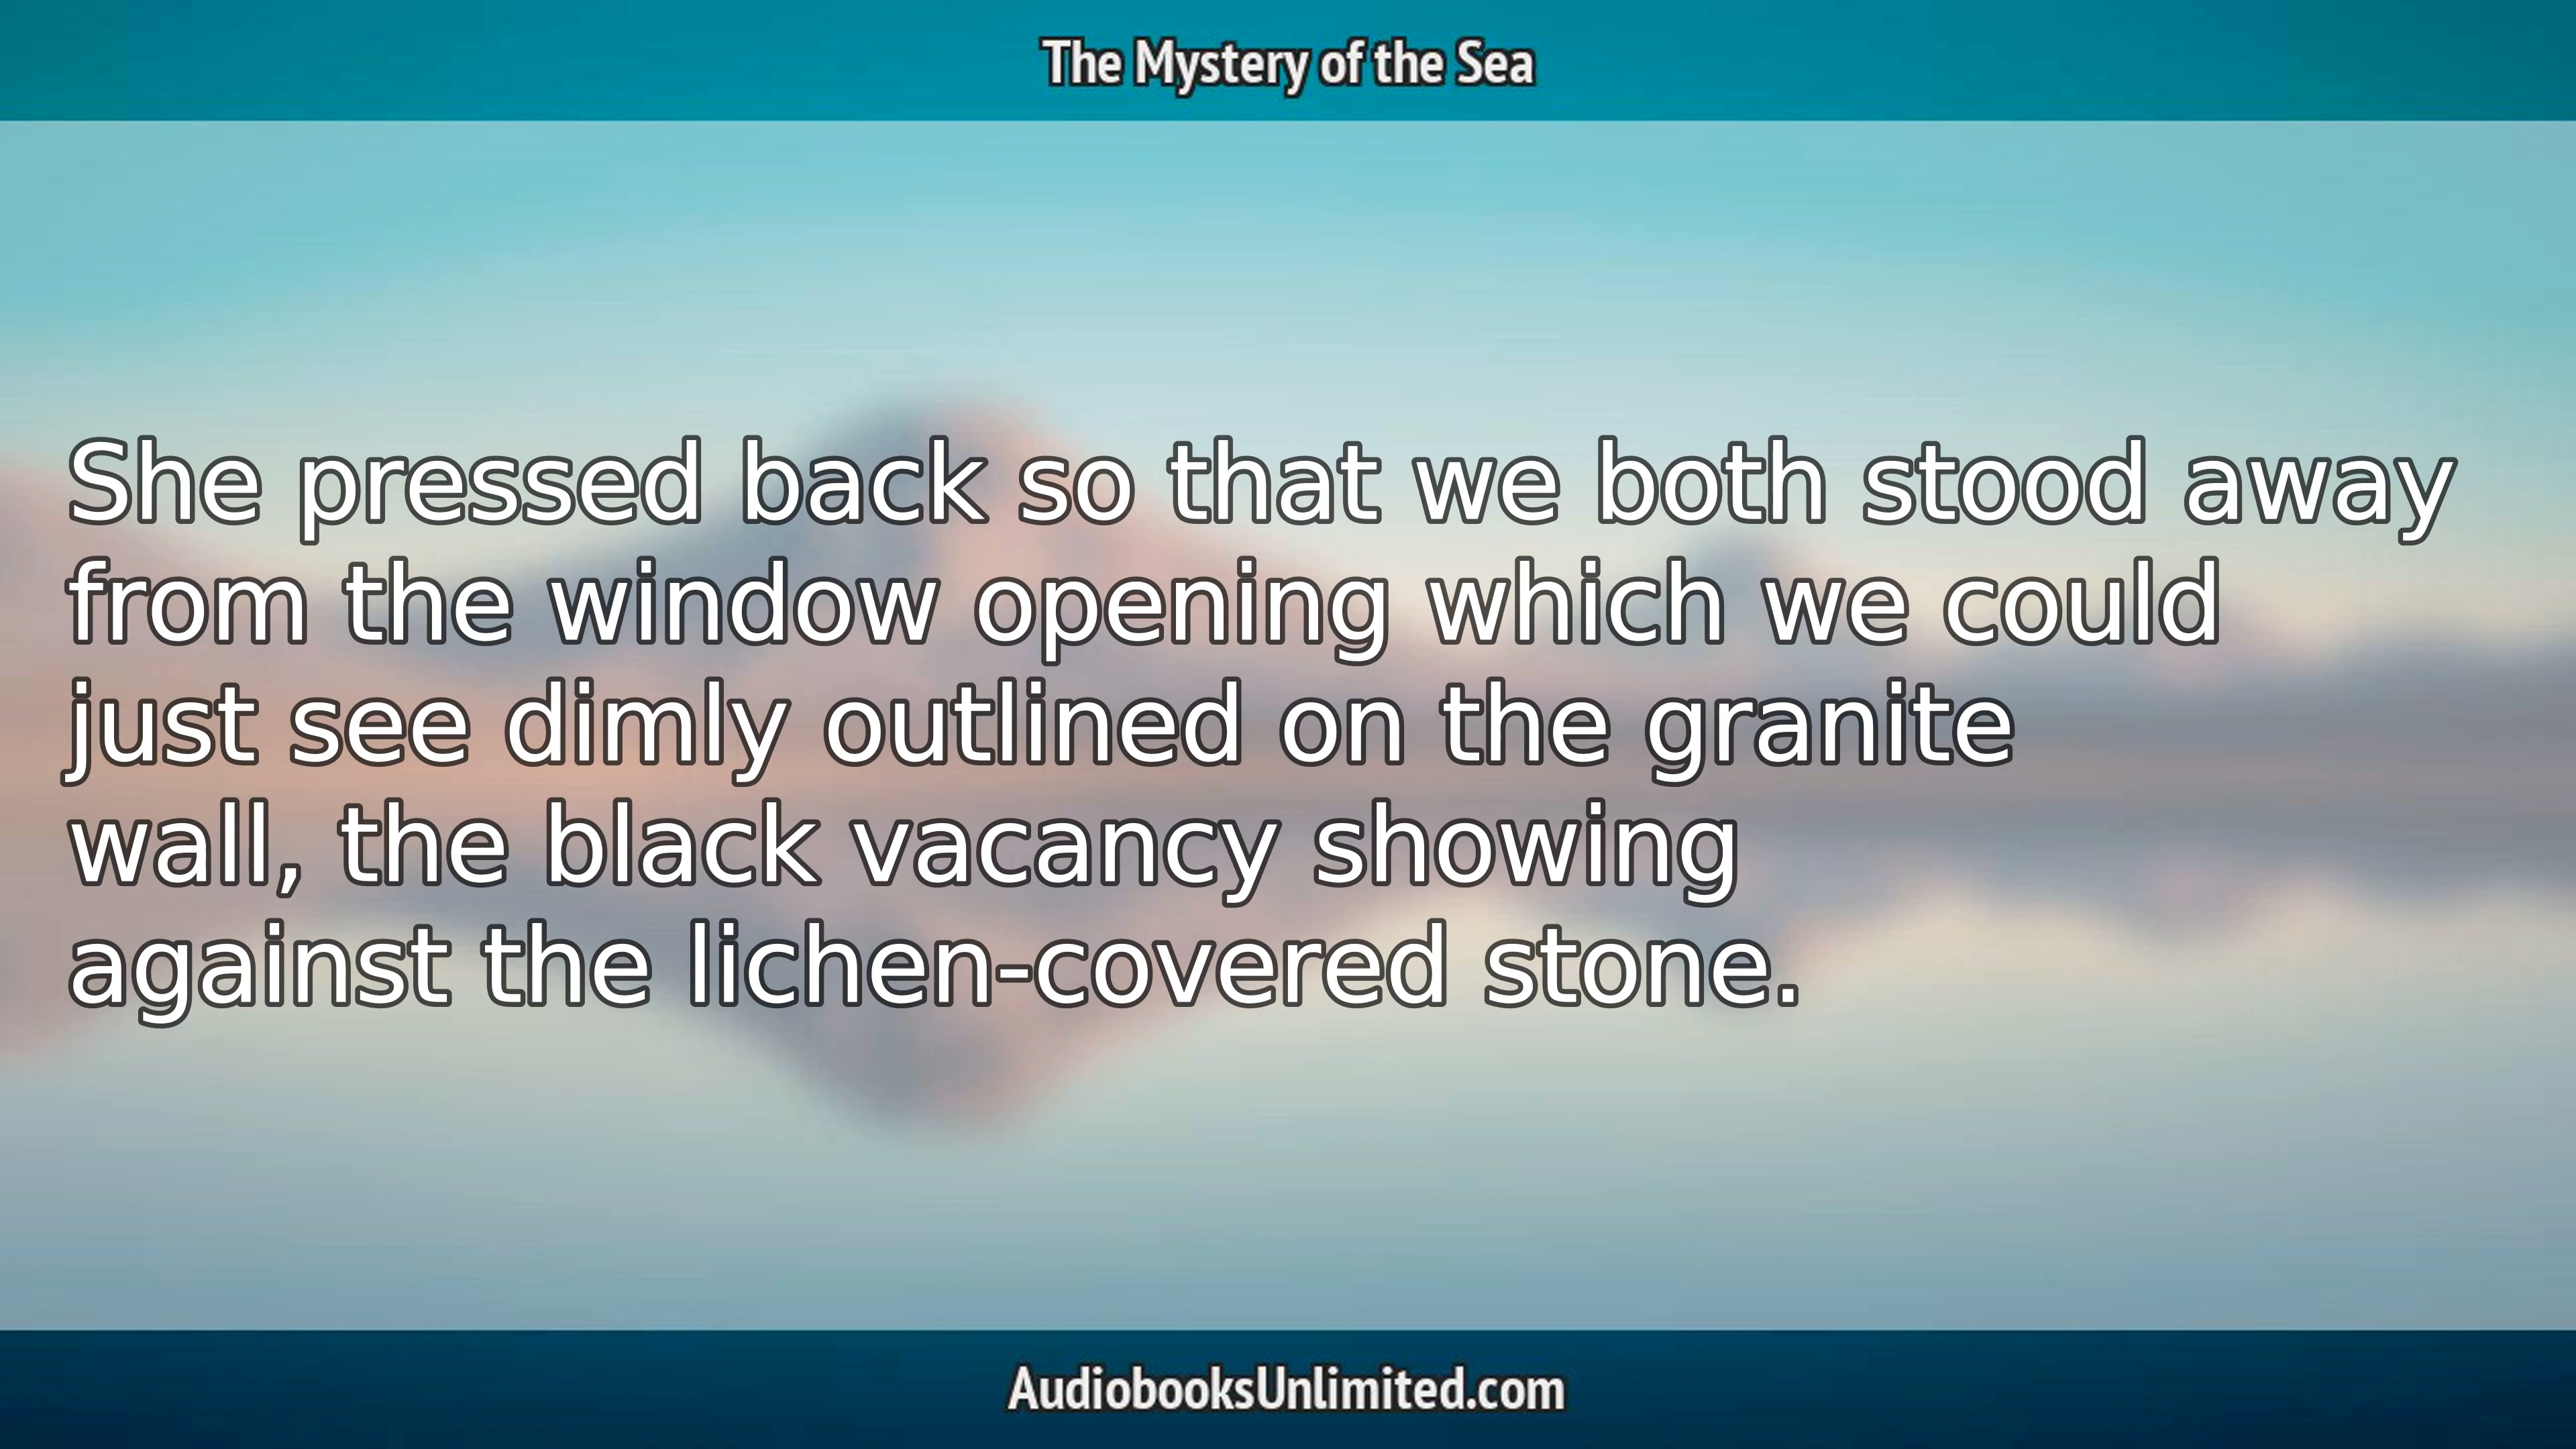 The Mystery of the Sea
She pressed back so that we both stood away
from the window opening which we could
just see dimly outlined on the granite
wall, the black vacancy showing
against the lichen-covered stone.
AudiobooksUnlimited.com